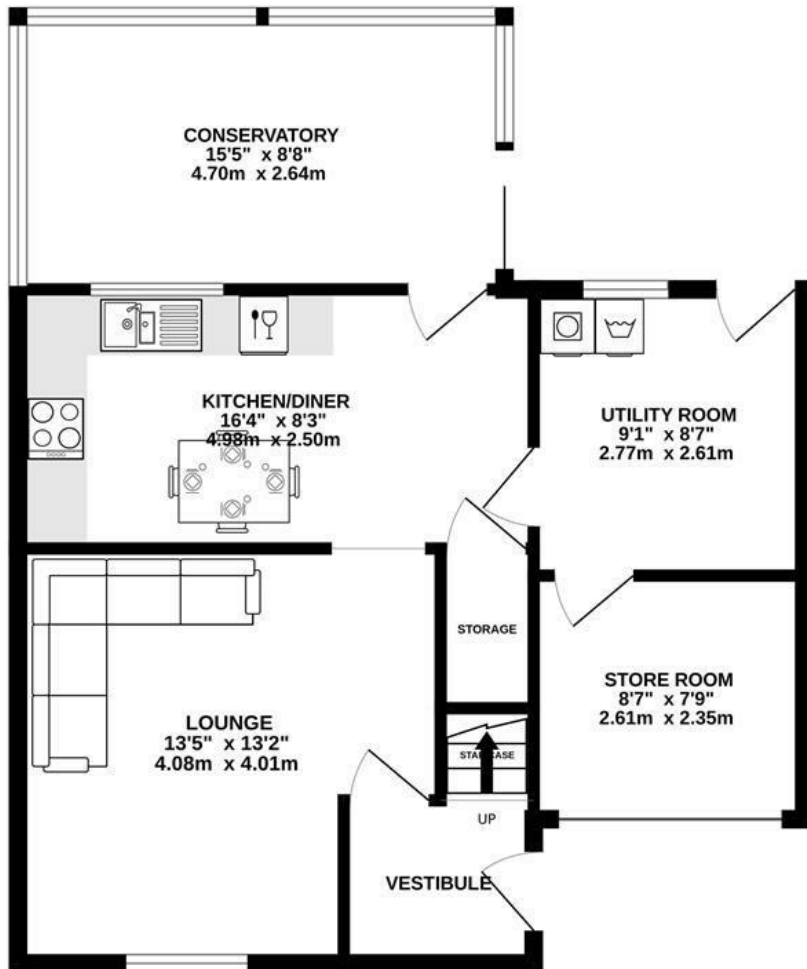 CONSERVATORY
15'5" x 8'8"
4.70m x 2.64m
KITCHEN/DINER
16'4" x 8'3"
4.98m x 2.50m
UTILITY ROOM
9'1" x 8'7"
2.77m x 2.61m
STORAGE
STORE ROOM
8'7" x 7'9"
2.61m x 2.35m
LOUNGE
13'5" x 13'2"
4.08m x 4.01m
STAIRCASE
UP
VESTIBULE